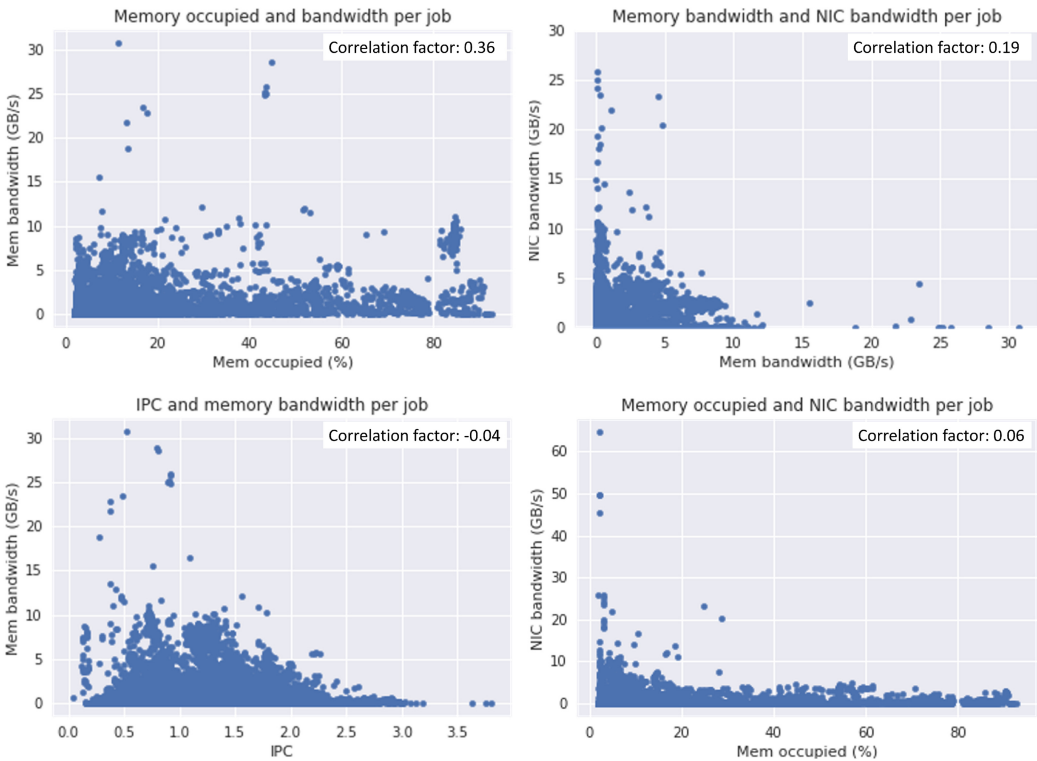 Memory occupied and bandwidth per job
Correlation factor: 0.36
Mem bandwidth (GB/s)
30
25
20
15
10
5
0
0 20 40 60 80
Mem occupied (%)
Memory bandwidth and NIC bandwidth per job
Correlation factor: 0.19
NIC bandwidth (GB/s)
30
25
20
15
10
5
0
0 5 10 15 20 25 30
Mem bandwidth (GB/s)
IPC and memory bandwidth per job
Correlation factor: -0.04
Mem bandwidth (GB/s)
30
25
20
15
10
5
0
0.0 0.5 1.0 1.5 2.0 2.5 3.0 3.5
IPC
Memory occupied and NIC bandwidth per job
Correlation factor: 0.06
NIC bandwidth (GB/s)
60
50
40
30
20
10
0
0 20 40 60 80
Mem occupied (%)